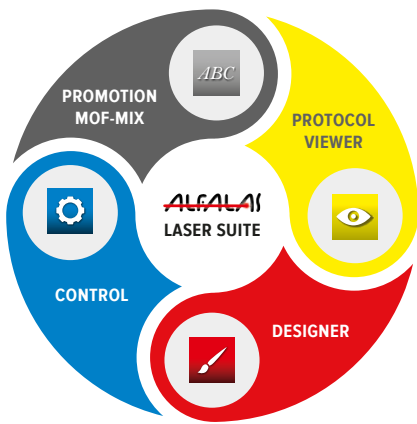 ABC
PROMOTION
MOF-MIX
PROTOCOL
VIEWER
ALFALAS
LASER SUITE
CONTROL
DESIGNER